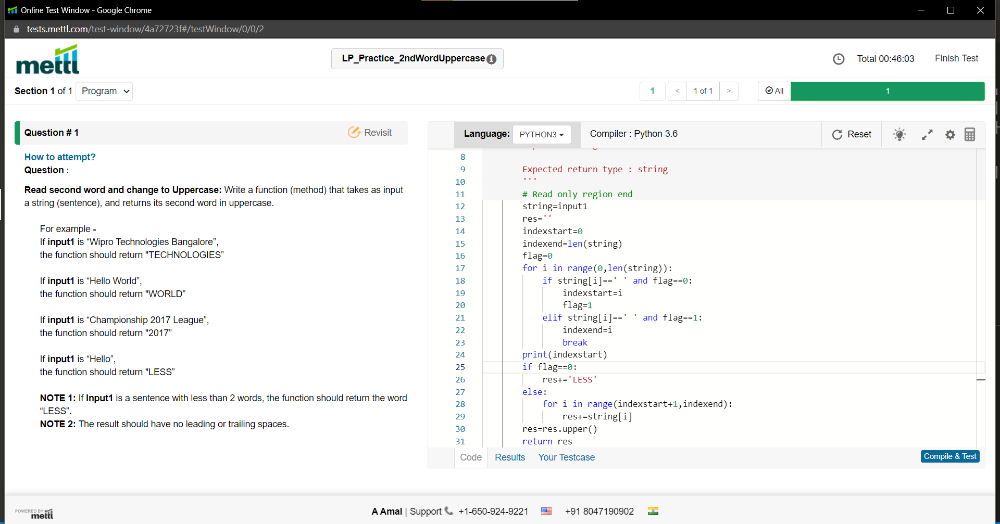 Online Test Window - Google Chrome
tests.mettl.com/test-window/4a72723f#/testWindow/0/0/2
mettl
LP_Practice_2ndWordUppercase
Total 00:46:03
Finish Test
Section 1 of 1
Program
1
<
1 of 1
>
All
1
Question # 1
Revisit
How to attempt?
Question :
Read second word and change to Uppercase: Write a function (method) that takes as input
a string (sentence), and returns its second word in uppercase.
For example -
If input1 is “Wipro Technologies Bangalore”,
the function should return "TECHNOLOGIES”
If input1 is “Hello World”,
the function should return "WORLD”
If input1 is “Championship 2017 League”,
the function should return "2017”
If input1 is “Hello”,
the function should return "LESS”
NOTE 1: If Input1 is a sentence with less than 2 words, the function should return the word
“LESS”.
NOTE 2: The result should have no leading or trailing spaces.
Language:
PYTHON3
Compiler : Python 3.6
Reset
8
9 Expected return type : string
10 '''
11 # Read only region end
12 string=input1
13 res=''
14 indexstart=0
15 indexend=len(string)
16 flag=0
17 for i in range(0,len(string)):
18 if string[i]==' ' and flag==0:
19 indexstart=i
20 flag=1
21 elif string[i]==' ' and flag==1:
22 indexend=i
23 break
24 print(indexstart)
25 if flag==0:
26 res+='LESS'
27 else:
28 for i in range(indexstart+1,indexend):
29 res+=string[i]
30 res=res.upper()
31 return res
Code
Results
Your Testcase
Compile & Test
POWERED BY mettl
A Amal | Support +1-650-924-9221 +91 8047190902